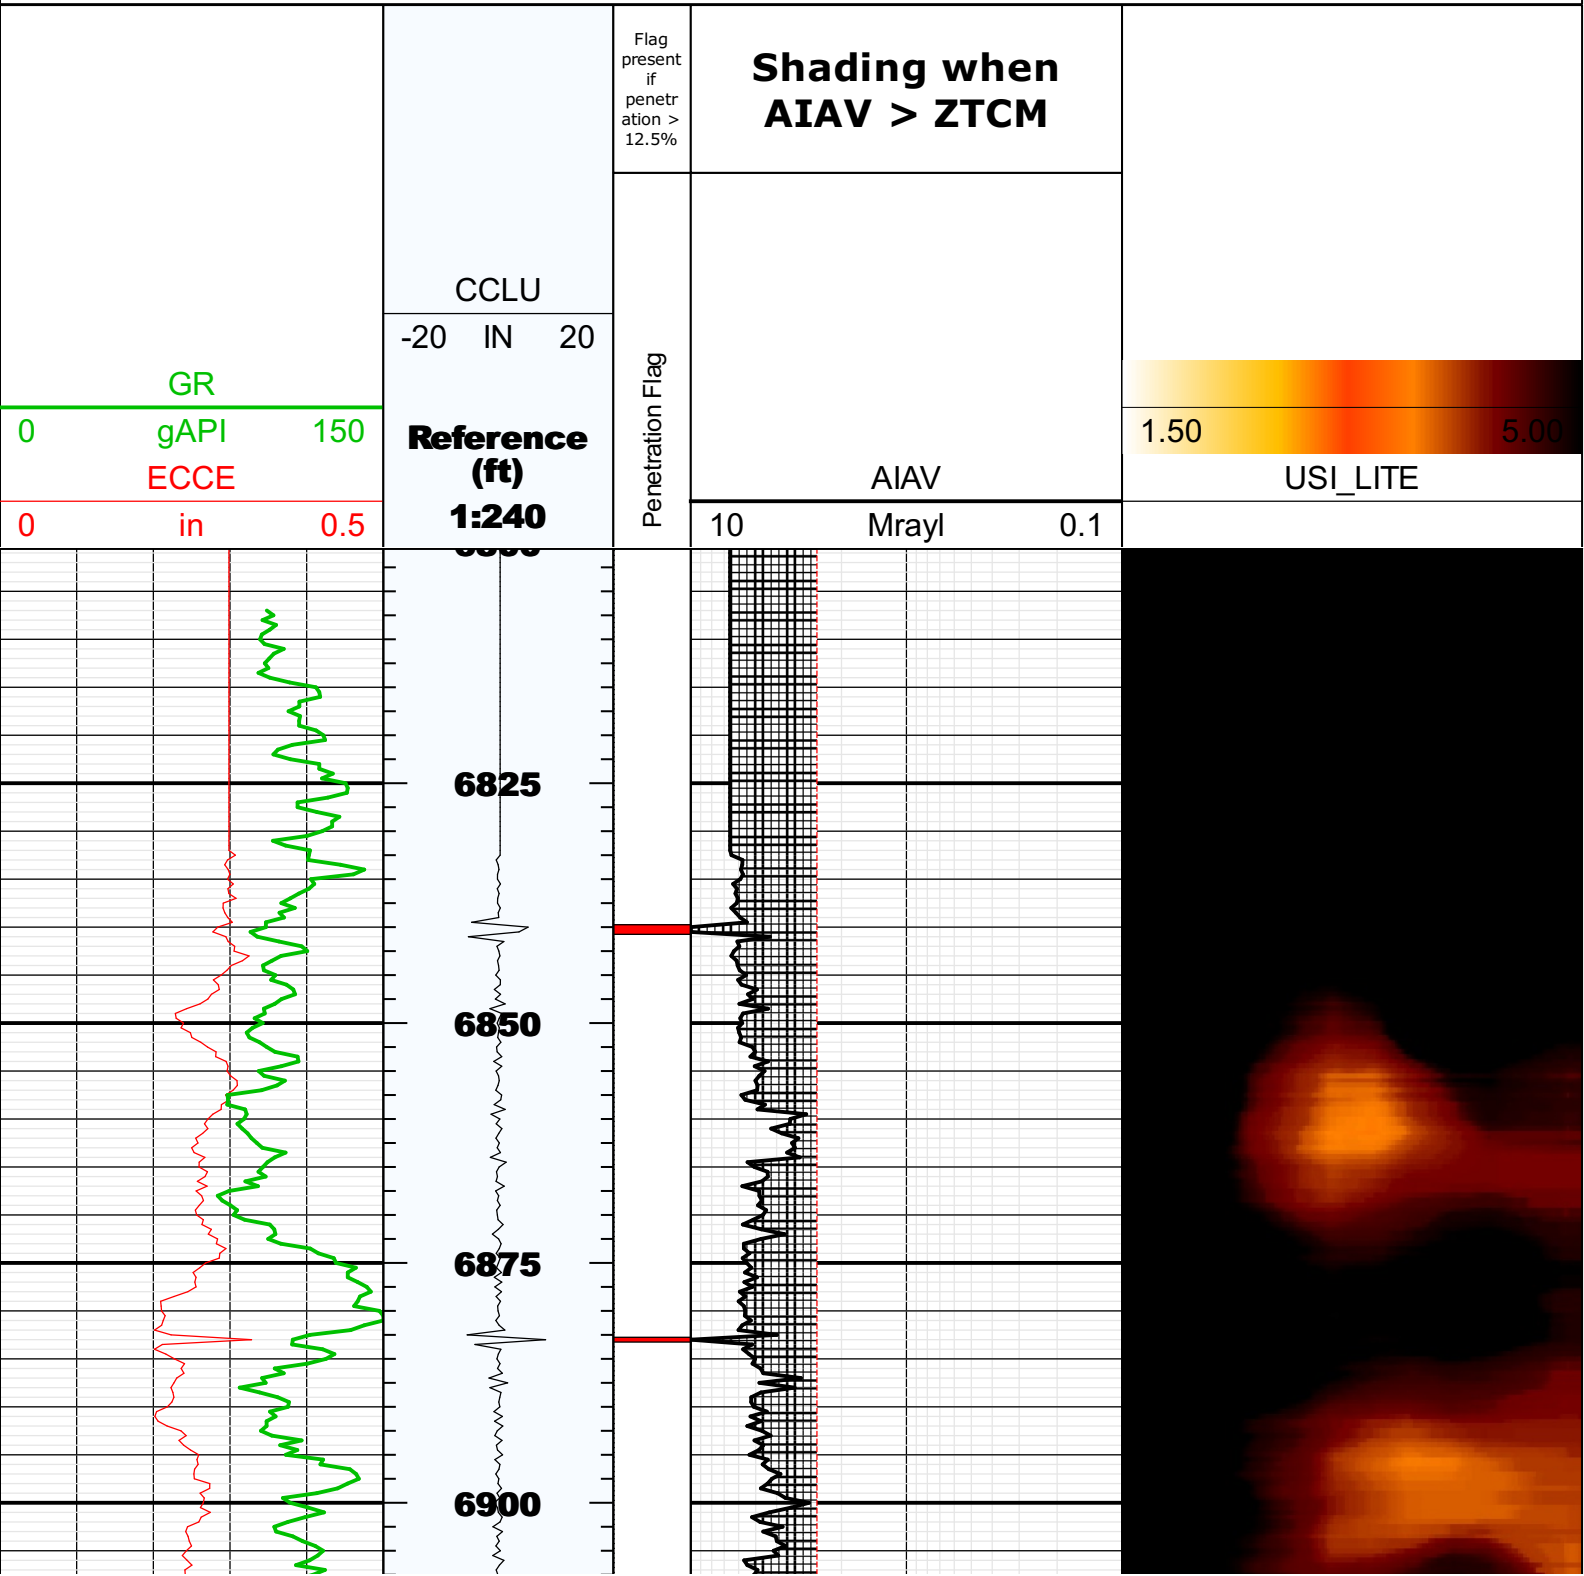 Flag
present
if
penetr
ation >
12.5%
Shading when
AIAV > ZTCM
CCLU
-20 IN 20
GR
0 gAPI 150
ECCE
0 in 0.5
Reference
(ft)
1:240
Penetration Flag
AIAV
10 Mrayl 0.1
1.50 5.00
USI_LITE
6825
6850
6875
6900